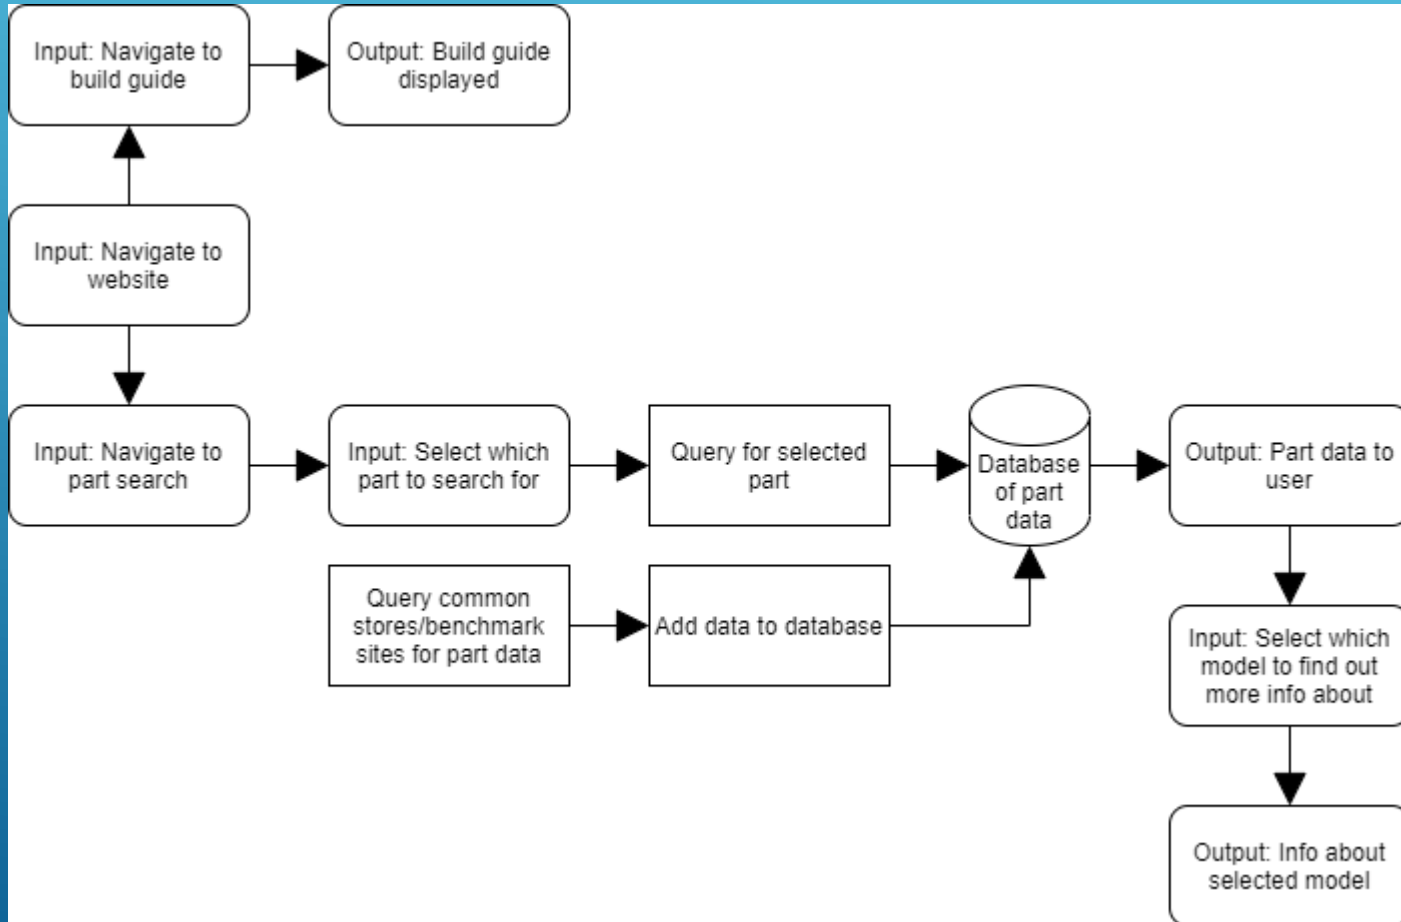 Input: Navigate to
build guide
Output: Build guide
displayed
Input: Navigate to
website
Input: Navigate to
part search
Input: Select which
part to search for
Query for selected
part
Database
of part
data
Output: Part data to
user
Query common
stores/benchmark
sites for part data
Add data to database
Input: Select which
model to find out
more info about
Output: Info about
selected model